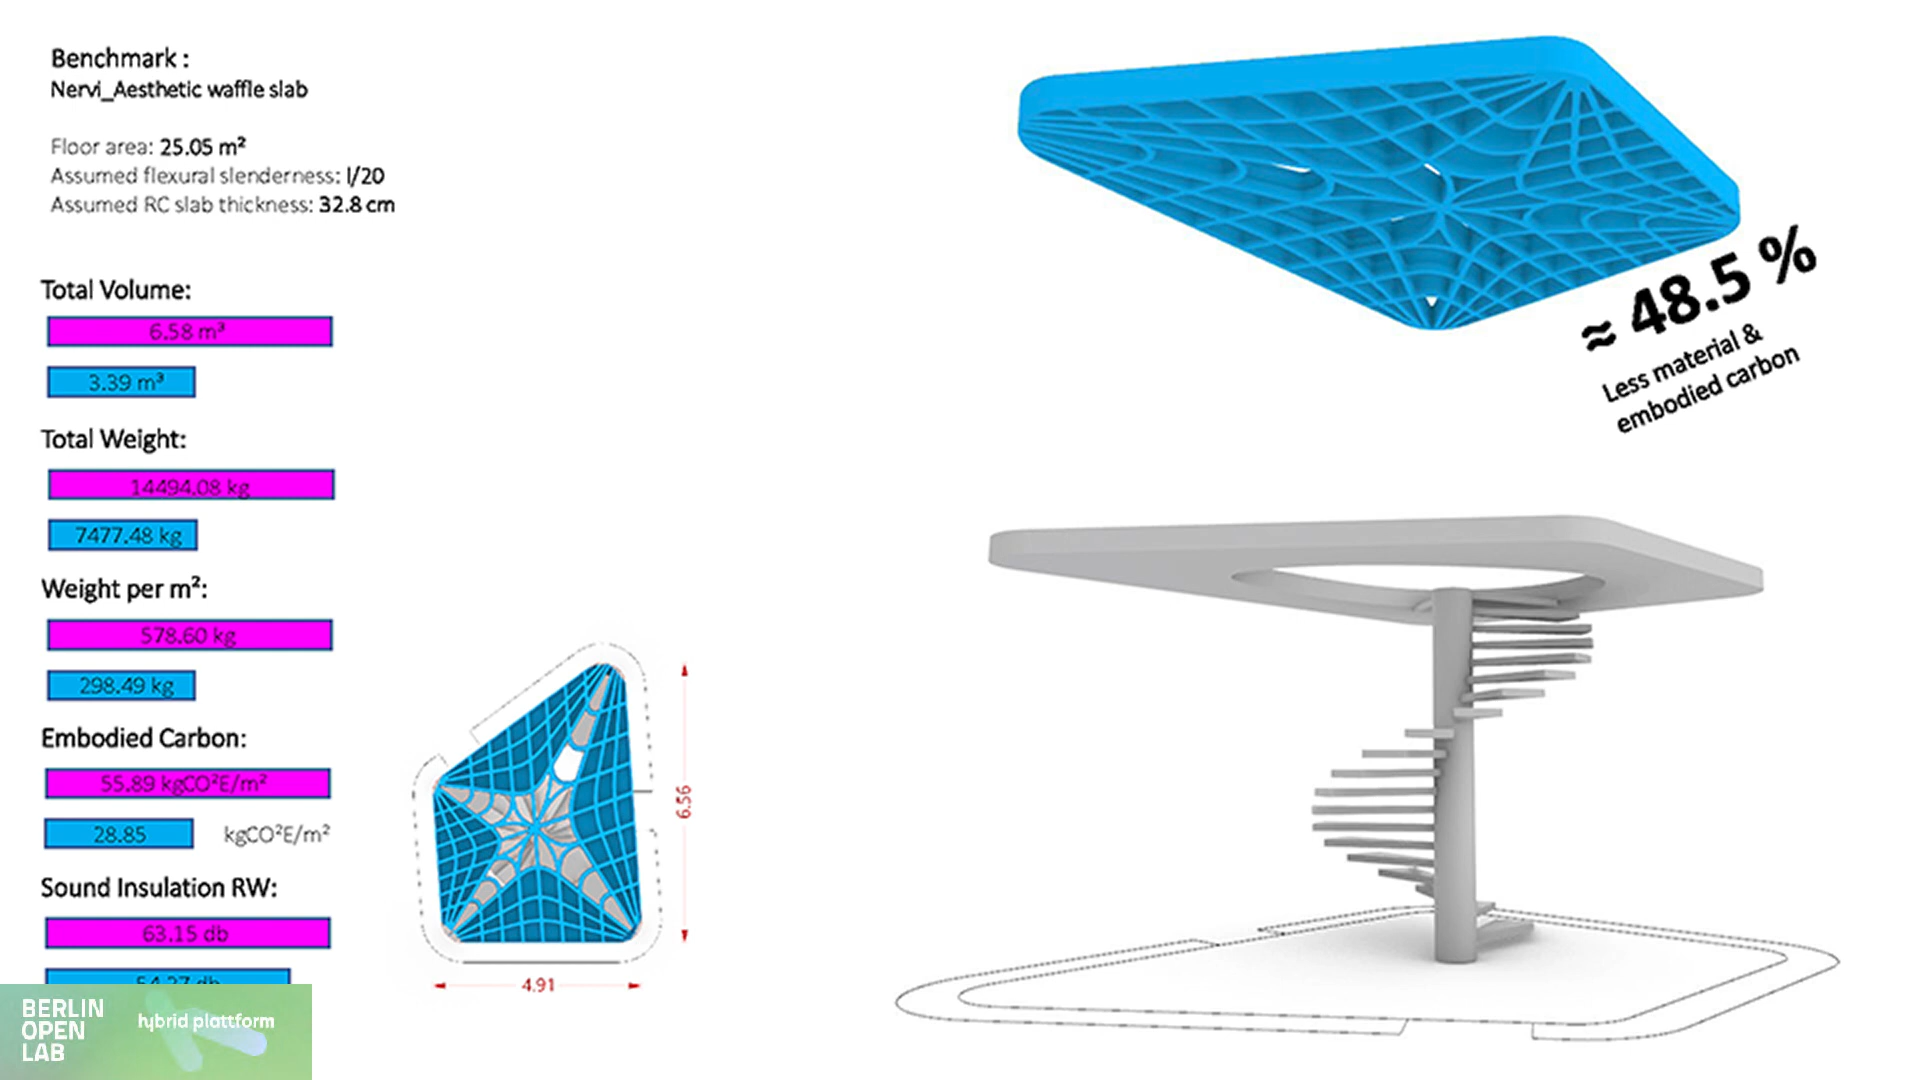 Benchmark :
Nervi_Aesthetic waffle slab
Floor area: 25.05 m²
Assumed flexural slenderness: l/20
Assumed RC slab thickness: 32.8 cm
Total Volume:
6.58 m³
3.39 m³
Total Weight:
14494.08 kg
7477.48 kg
Weight per m²:
578.60 kg
298.49 kg
Embodied Carbon:
55.89 kgCO²E/m²
28.85 kgCO²E/m²
Sound Insulation RW:
63.15 db
54.27 db
BERLIN
OPEN
LAB
hybrid plattform
6.56
4.91
≈ 48.5 %
Less material &
embodied carbon